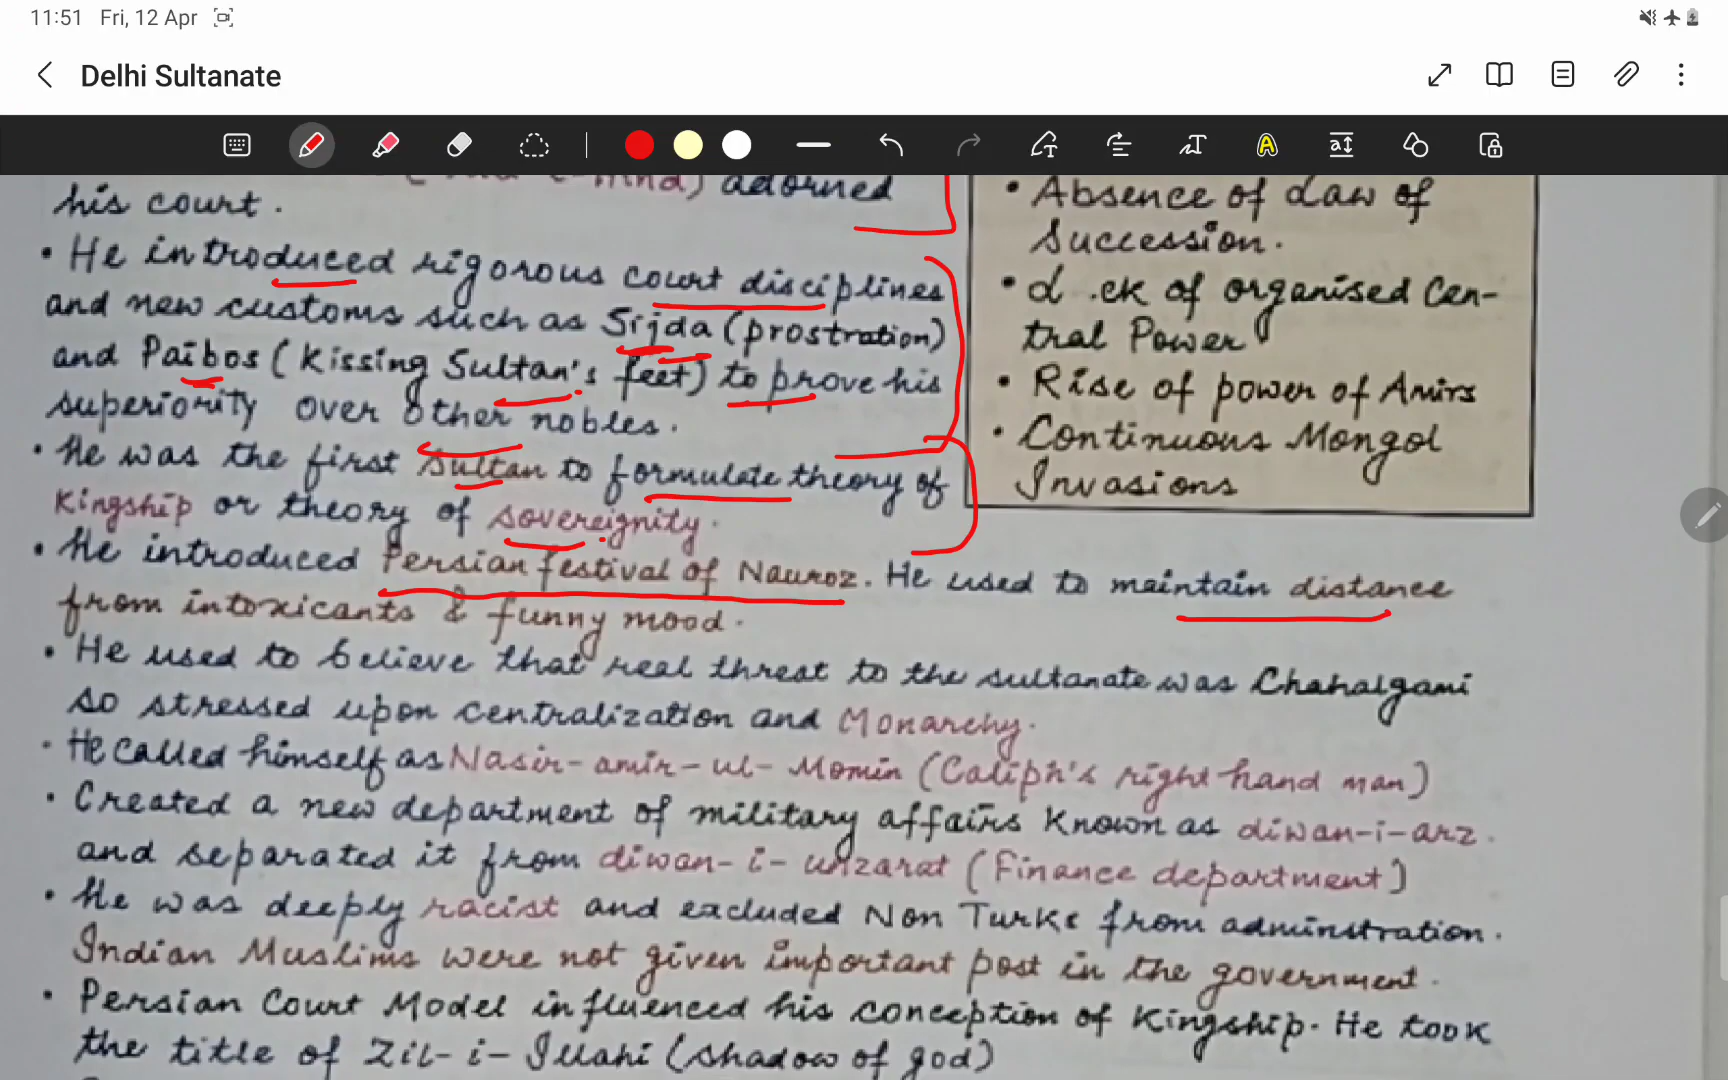 11:51 Fri, 12 Apr
Delhi Sultanate
adorned
his court.
• He introduced rigorous court disciplines
and new customs such as Sijda (prostration)
and Paibos (Kissing Sultan's feet) to prove his
superiority over other nobles.
• He was the first Sultan to formulate theory of
Kingship or theory of sovereignity.
• He introduced Persian festival of Nauroz. He used to maintain distance
from intoxicants & funny mood.
• He used to believe that real threat to the sultanate was Chahalgami
so stressed upon centralization and Monarchy.
• He called himself as Nasir-amir-ul-Momin (Caliph's right hand man)
• Created a new department of military affairs known as diwan-i-arz.
and separated it from diwan-i- (Finance department)
• He was deeply racist and excluded Non Turks from adminstration.
Indian Muslims were not given important post in the government.
• Persian Court Model influenced his conception of Kingship. He took
the title of Zil-i-Illahi (shadow of god)
• Absence of Law of
Succession.
• of organised Cen-
tral Power
• Rise of power of Amirs
• Continuous Mongol
Invasions